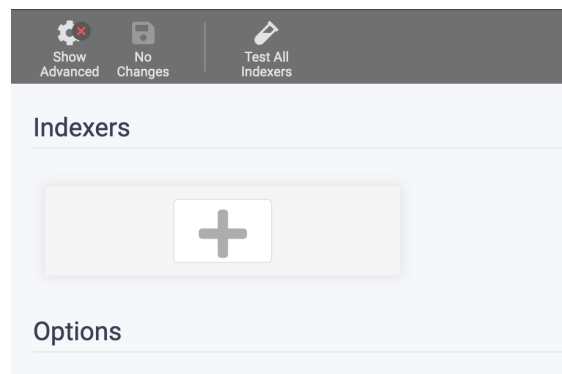 Show
Advanced
No
Changes
Test All
Indexers
Indexers
Options